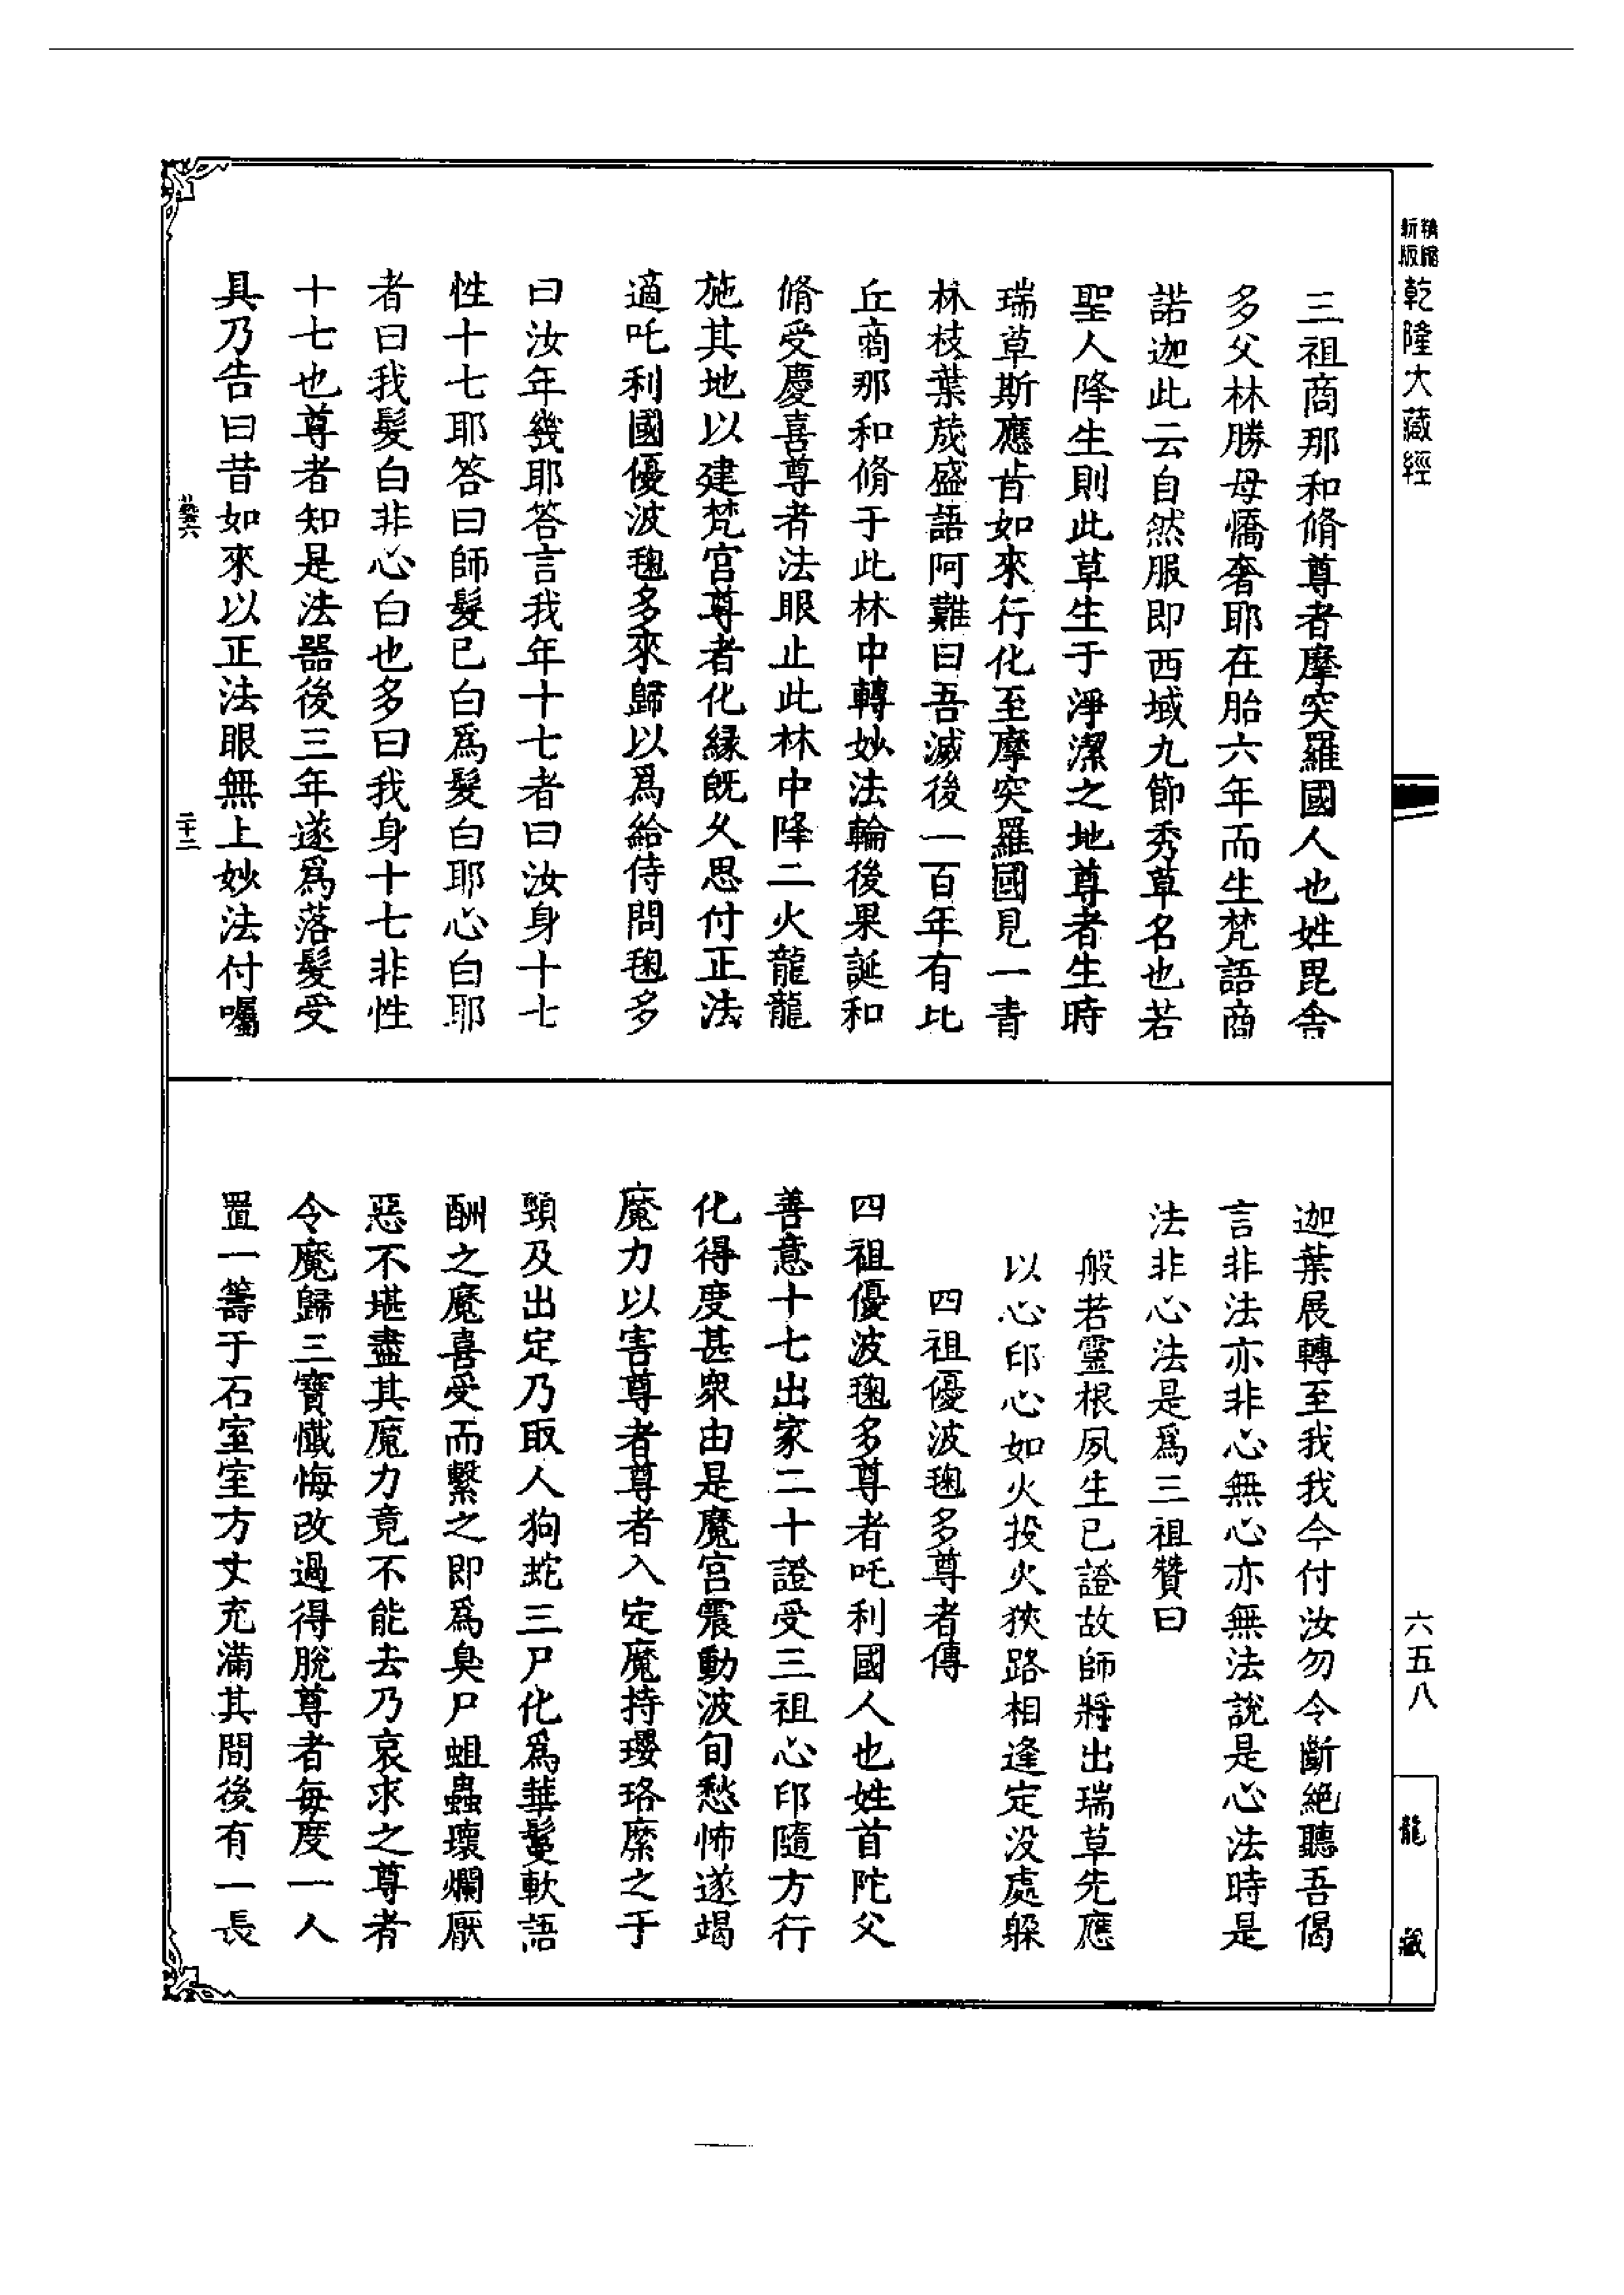 精縮新版
乾隆大藏經
三祖商那和脩尊者摩突羅國人也姓毘舍
多父林勝母憍奢耶在胎六年而生梵語商
諾迦此云自然服即西域九節秀草名也若
聖人降生則此草生于淨潔之地尊者生時
瑞草斯應昔如來行化至摩突羅國見一青
林枝葉茂盛語阿難曰吾滅後一百年有比
丘商那和脩于此林中轉妙法輪後果誕和
脩受慶喜尊者法眼止此林中降二火龍龍
施其地以建梵宮尊者化緣既久思付正法
適吒利國優波毱多來歸以爲給侍問毱多
曰汝年幾耶答言我年十七者曰汝身十七
性十七耶答曰師髮已白爲髮白耶心白耶
者曰我髮白非心白也多曰我身十七非性
十七也尊者知是法器後三年遂爲落髮受
具乃告曰昔如來以正法眼無上妙法付囑
二十二
迦葉展轉至我我今付汝勿令斷絕聽吾偈
言非法亦非心無心亦無法說是心法時是
法非心法是爲三祖贊曰
般若靈根夙生已證故師將出瑞草先應
以心印心如火投火狹路相逢定沒處躲
四祖優波毱多尊者傳
四祖優波毱多尊者吒利國人也姓首陀父
善意十七出家二十證受三祖心印隨方行
化得度甚衆由是魔宮震動波旬愁怖遂竭
魔力以害尊者尊者入定魔持瓔珞縻之于
頸及出定乃取人狗蛇三尸化爲華鬘軟語
酬之魔喜受而繫之即爲臭尸蛆蟲壞爛厭
惡不堪盡其魔力竟不能去乃哀求之尊者
令魔歸三寶懺悔改過得脫尊者每度一人
置一籌于石室室方丈充滿其間後有一長
六五八
龍藏